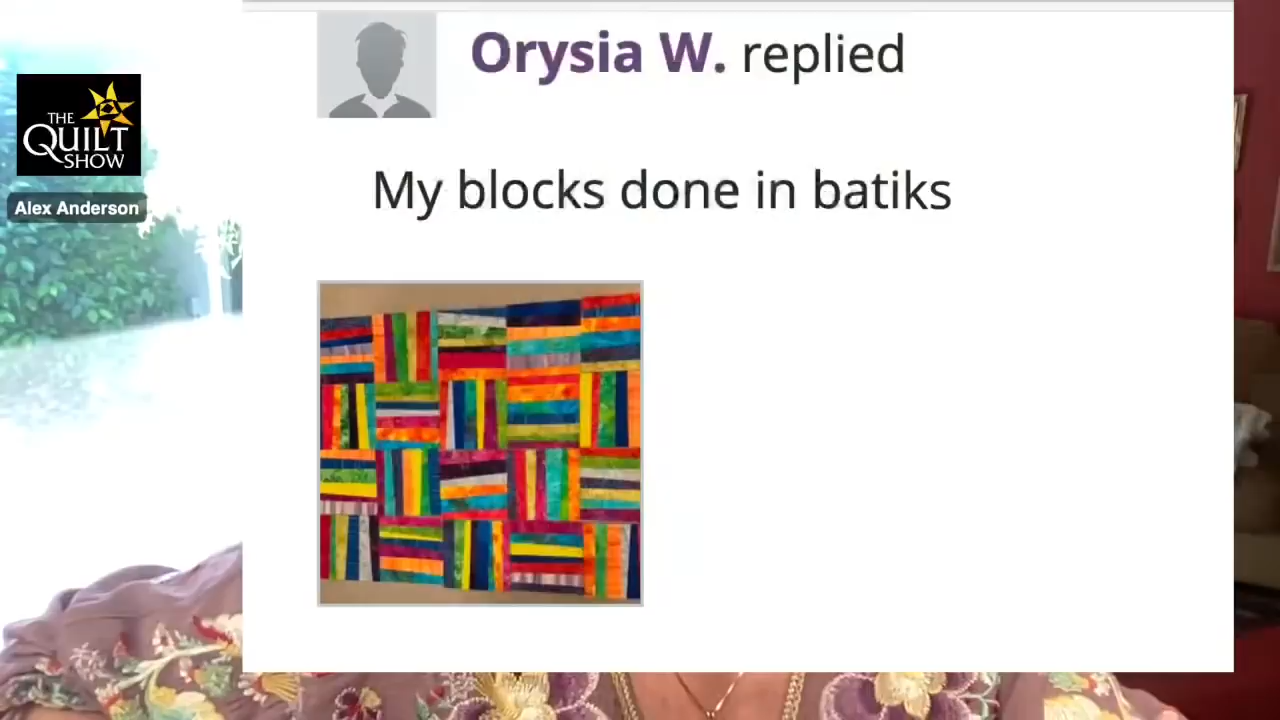 Orysia W. replied
THE
QUILT
SHOW
My blocks done in batiks
Alex Anderson